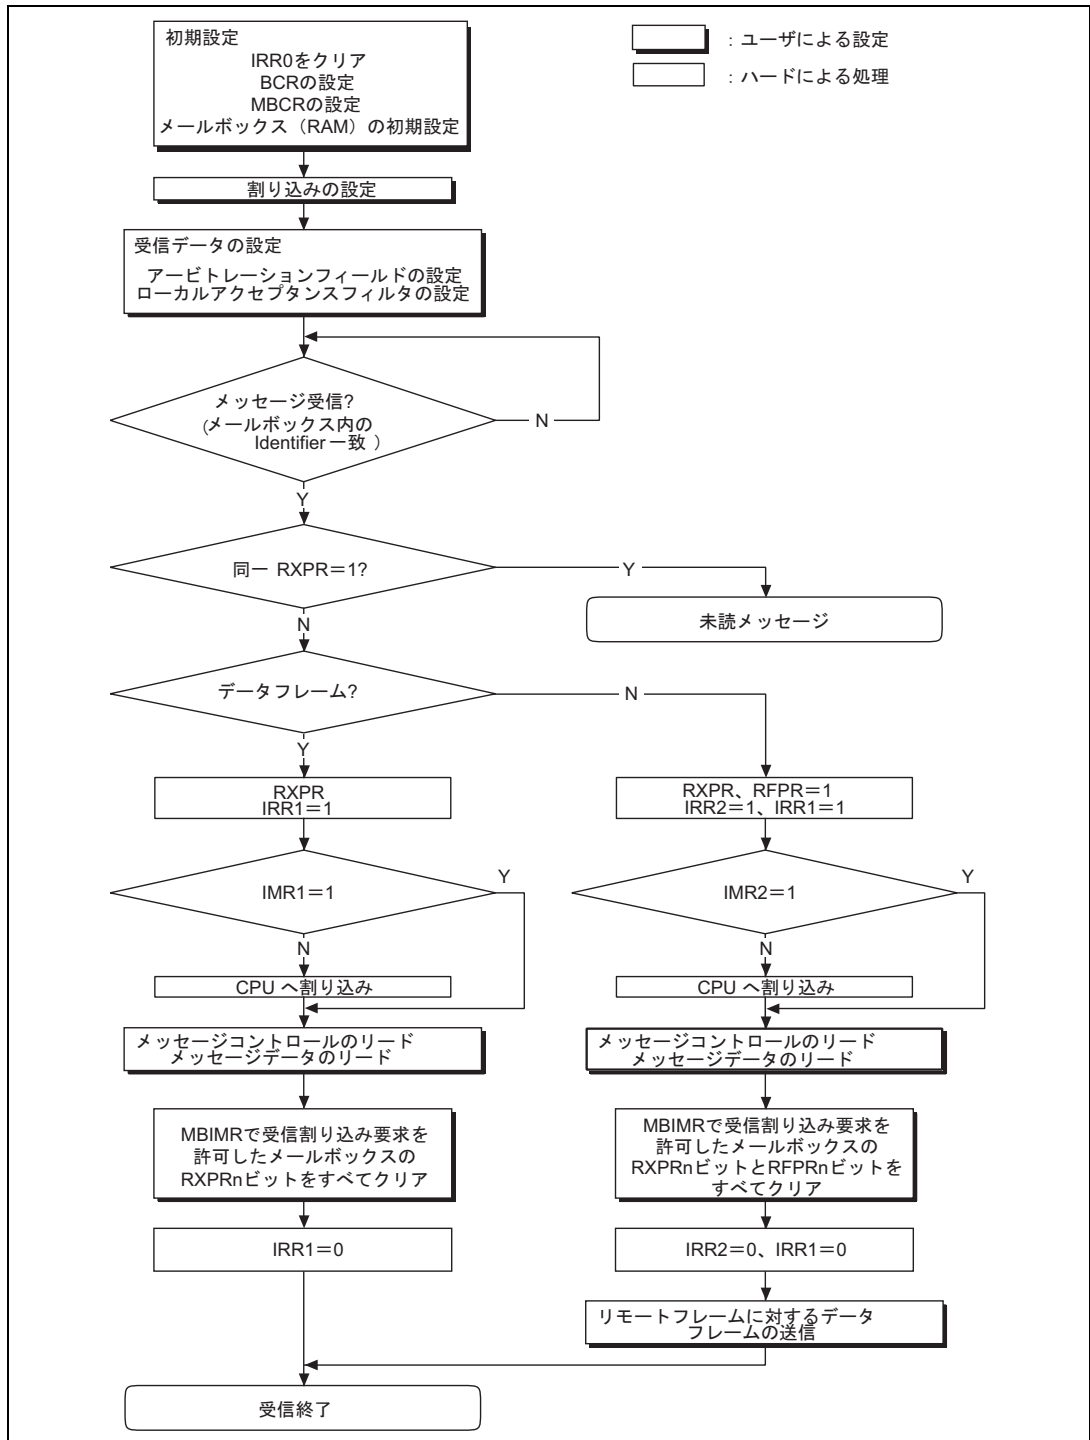 初期設定
IRR0をクリア
BCRの設定
MBCRの設定
メールボックス（RAM）の初期設定
：ユーザによる設定
：ハードによる処理
割り込みの設定
受信データの設定
アービトレーションフィールドの設定
ローカルアクセプタンスフィルタの設定
メッセージ受信?
(メールボックス内の
Identifier 一致 )
N
Y
同一 RXPR＝1?
Y
未読メッセージ
N
データフレーム?
N
Y
RXPR
IRR1＝1
RXPR、RFPR＝1
IRR2＝1、IRR1＝1
IMR1＝1
Y
IMR2＝1
Y
N
N
CPU へ割り込み
CPU へ割り込み
メッセージコントロールのリード
メッセージデータのリード
メッセージコントロールのリード
メッセージデータのリード
MBIMRで受信割り込み要求を
許可したメールボックスの
RXPRnビットをすべてクリア
MBIMRで受信割り込み要求を
許可したメールボックスの
RXPRnビットとRFPRnビットを
すべてクリア
IRR1＝0
IRR2＝0、IRR1＝0
リモートフレームに対するデータ
フレームの送信
受信終了